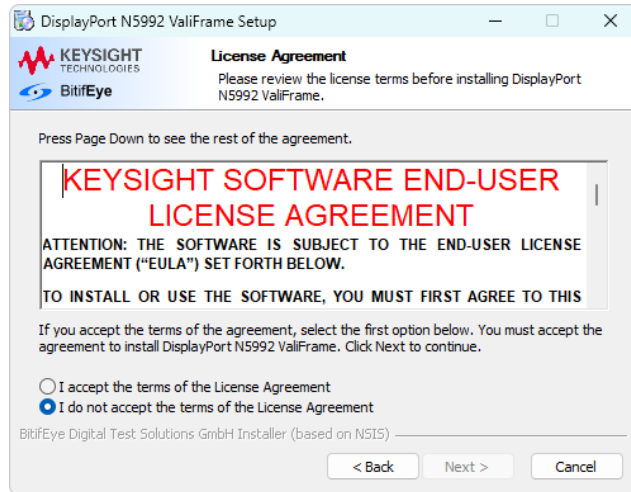 DisplayPort N5992 ValiFrame Setup
KEYSIGHT
TECHNOLOGIES
BitifEye
License Agreement
Please review the license terms before installing DisplayPort
N5992 ValiFrame.
Press Page Down to see the rest of the agreement.
KEYSIGHT SOFTWARE END-USER
LICENSE AGREEMENT
ATTENTION: THE SOFTWARE IS SUBJECT TO THE END-USER LICENSE
AGREEMENT (“EULA”) SET FORTH BELOW.
TO INSTALL OR USE THE SOFTWARE, YOU MUST FIRST AGREE TO THIS
If you accept the terms of the agreement, select the first option below. You must accept the
agreement to install DisplayPort N5992 ValiFrame. Click Next to continue.
I accept the terms of the License Agreement
I do not accept the terms of the License Agreement
BitifEye Digital Test Solutions GmbH Installer (based on NSIS)
< Back
Next >
Cancel